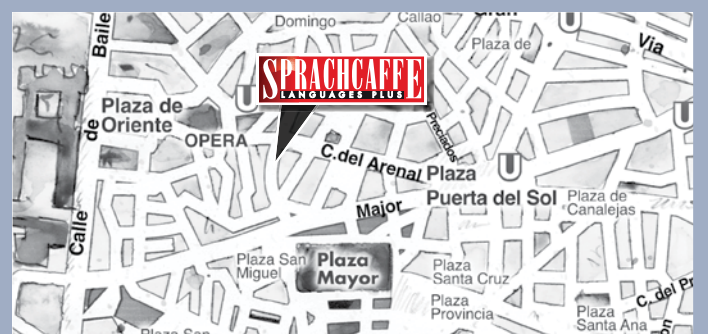 Domingo
Callao
Gran
Via
Plaza de
Baile
de
Calle
SPRACHCAFFE
LANGUAGES PLUS
U
Plaza de
Oriente
OPERA
Preciados
C.del Arenal
U
Plaza
Puerta del Sol
Major
Plaza de
Canalejas
Plaza San
Miguel
Plaza
Mayor
Plaza
Santa Cruz
Plaza
Provincia
Plaza
Santa Ana
C. del Pr
Plaza San
U
U